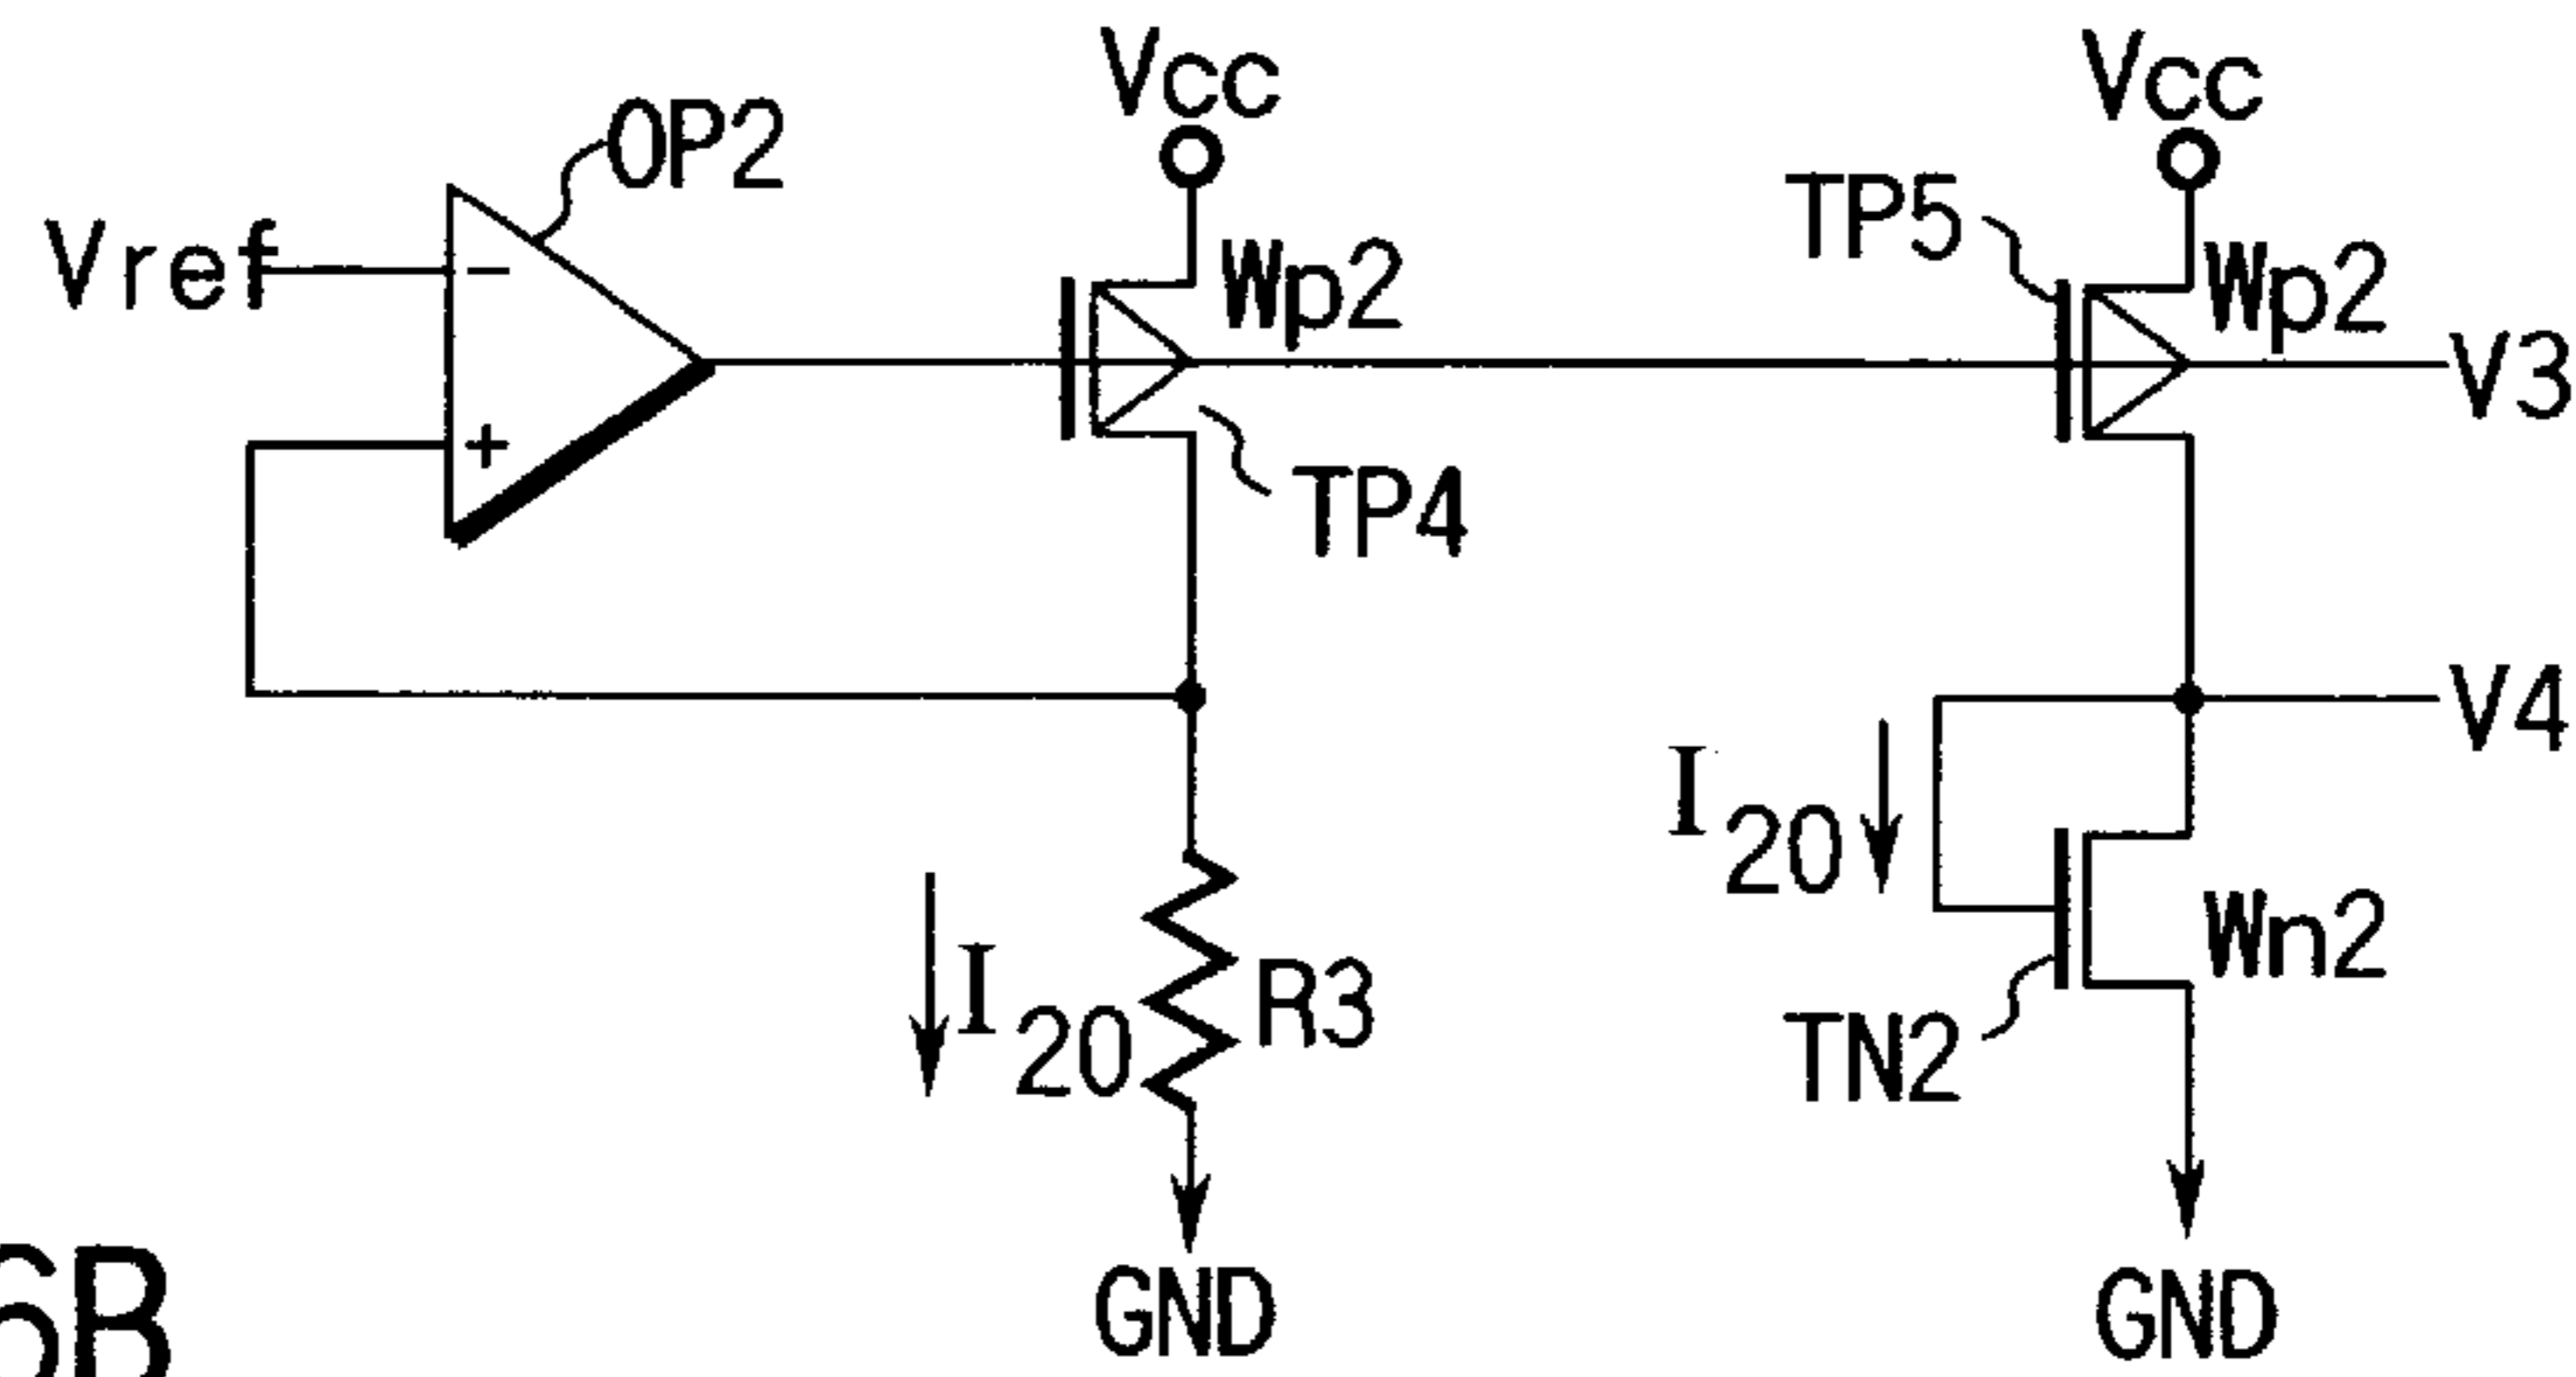 Vcc
Vcc
OP2
TP5
Vref
−
Wp2
Wp2
V3
+
TP4
V4
I20
I20
R3
Wn2
TN2
GND
GND
6B